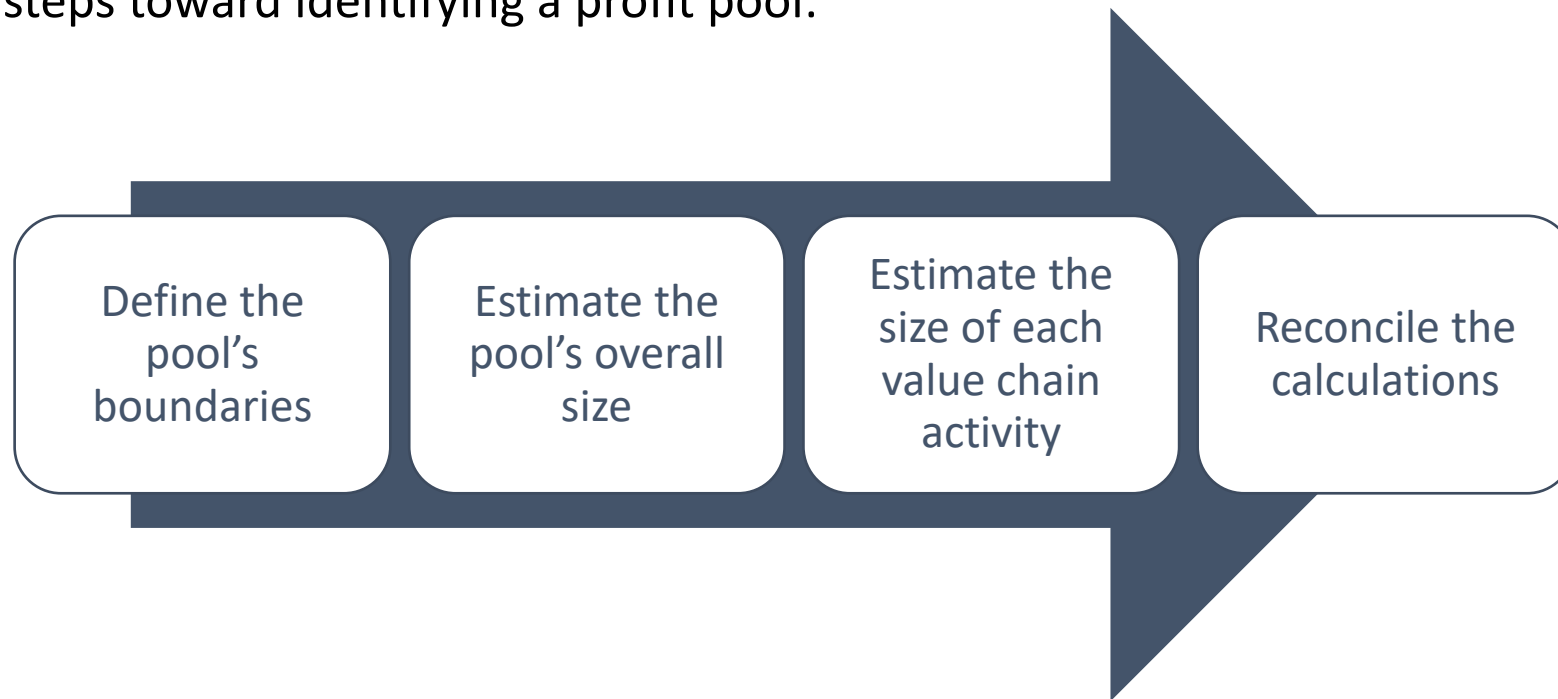 steps toward identifying a profit pool.
Define the
pool’s
boundaries
Estimate the
pool’s overall
size
Estimate the
size of each
value chain
activity
Reconcile the
calculations